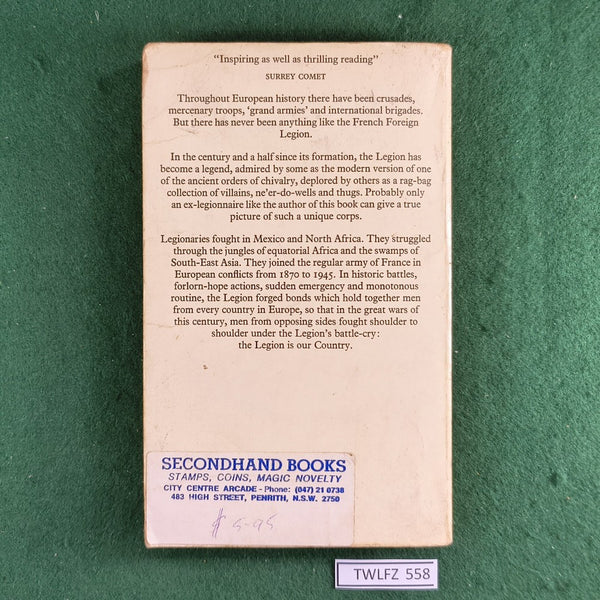 “Inspiring as well as thrilling reading”
SURREY COMET
Throughout European history there have been crusades,
mercenary troops, ‘grand armies’ and international brigades.
But there has never been anything like the French Foreign
Legion.
In the century and a half since its formation, the Legion has
become a legend, admired by some as the modern version of one
of the ancient orders of chivalry, deplored by others as a rag-bag
collection of villains, ne’er-do-wells and thugs. Probably only
an ex-legionnaire like the author of this book can give a true
picture of such a unique corps.
Legionaries fought in Mexico and North Africa. They struggled
through the jungles of equatorial Africa and the swamps of
South-East Asia. They joined the regular army of France in
European conflicts from 1870 to 1945. In historic battles,
forlorn-hope actions, sudden emergency and monotonous
routine, the Legion forged bonds which hold together men
from every country in Europe, so that in the great wars of
this century, men from opposing sides fought shoulder to
shoulder under the Legion’s battle-cry:
the Legion is our Country.
SECONDHAND BOOKS
STAMPS, COINS, MAGIC NOVELTY
CITY CENTRE ARCADE - Phone: (047) 21 0738
483 HIGH STREET, PENRITH, N.S.W. 2750
$ 5-95
TWLFZ 558